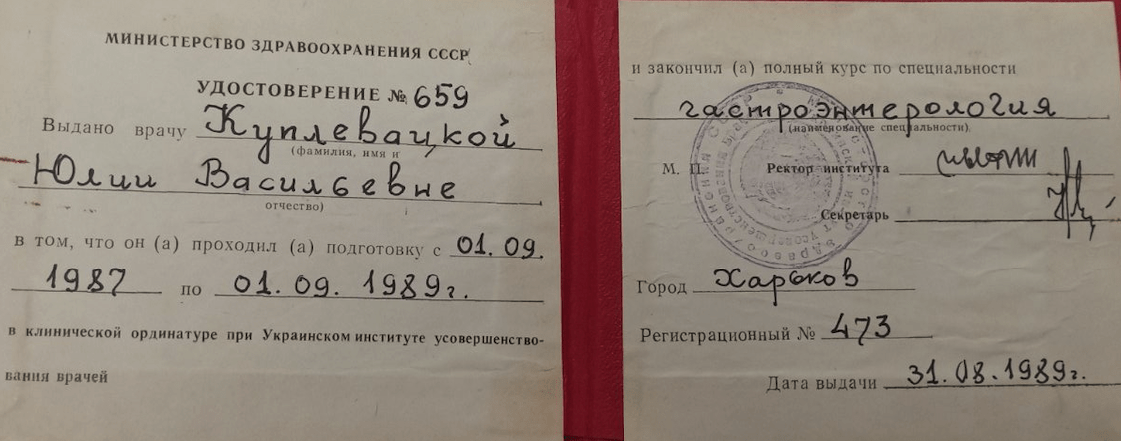 МИНИСТЕРСТВО ЗДРАВООХРАНЕНИЯ СССР
УДОСТОВЕРЕНИЕ № 659
Выдано врачу Куплевацкой
(фамилия, имя и
Юлии Васильевне
отчество)
в том, что он (а) проходил (а) подготовку с 01.09.
1987 по 01.09. 1989г.
в клинической ординатуре при Украинском институте усовершенство-
вания врачей
и закончил (а) полный курс по специальности
гастроэнтерология
(наименование специальности)
М. П. Ректор института
Секретарь
Город Харьков
Регистрационный № 473
Дата выдачи 31.08.1989г.